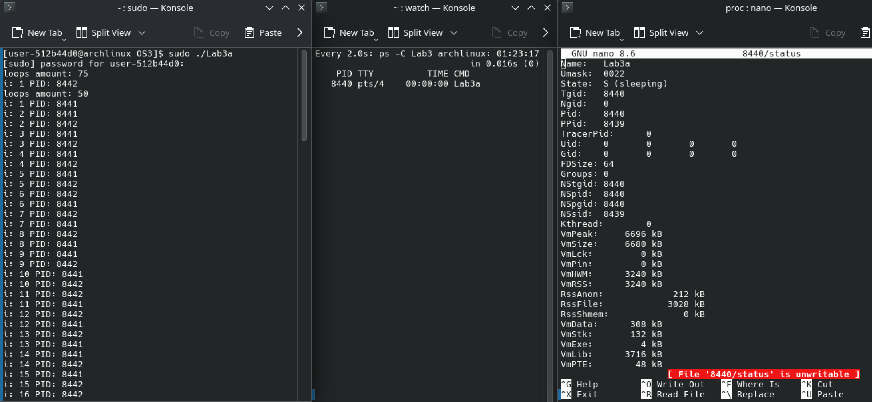 ~ : sudo — Konsole
New Tab Split View Copy Paste
[user-512b44d0@archlinux OS3]$ sudo ./Lab3a
[sudo] password for user-512b44d0:
loops amount: 75
i: 1 PID: 8442
loops amount: 50
i: 1 PID: 8441
i: 2 PID: 8441
i: 2 PID: 8442
i: 3 PID: 8441
i: 3 PID: 8442
i: 4 PID: 8442
i: 4 PID: 8441
i: 5 PID: 8441
i: 5 PID: 8442
i: 6 PID: 8442
i: 6 PID: 8441
i: 7 PID: 8442
i: 7 PID: 8441
i: 8 PID: 8442
i: 8 PID: 8441
i: 9 PID: 8441
i: 9 PID: 8442
i: 10 PID: 8441
i: 10 PID: 8442
i: 11 PID: 8442
i: 11 PID: 8441
i: 12 PID: 8442
i: 12 PID: 8441
i: 13 PID: 8442
i: 13 PID: 8441
i: 14 PID: 8441
i: 14 PID: 8442
i: 15 PID: 8441
i: 15 PID: 8442
i: 16 PID: 8442
~ : watch — Konsole
New Tab Split View Copy
Every 2.0s: ps -C Lab3 archlinux: 01:23:17
in 0.016s (0)
PID TTY TIME CMD
8440 pts/4 00:00:00 Lab3a
proc : nano — Konsole
New Tab Split View Copy
GNU nano 8.6 8440/status
Name: Lab3a
Umask: 0022
State: S (sleeping)
Tgid: 8440
Ngid: 0
Pid: 8440
PPid: 8439
TracerPid: 0
Uid: 0 0 0 0
Gid: 0 0 0 0
FDSize: 64
Groups: 0
NStgid: 8440
NSpid: 8440
NSpgid: 8440
NSsid: 8439
Kthread: 0
VmPeak: 6696 kB
VmSize: 6680 kB
VmLck: 0 kB
VmPin: 0 kB
VmHWM: 3240 kB
VmRSS: 3240 kB
RssAnon: 212 kB
RssFile: 3028 kB
RssShmem: 0 kB
VmData: 308 kB
VmStk: 132 kB
VmExe: 4 kB
VmLib: 3716 kB
VmPTE: 48 kB
[ File '8440/status' is unwritable ]
^G Help ^O Write Out ^F Where Is ^K Cut
^X Exit ^R Read File ^\ Replace ^U Paste